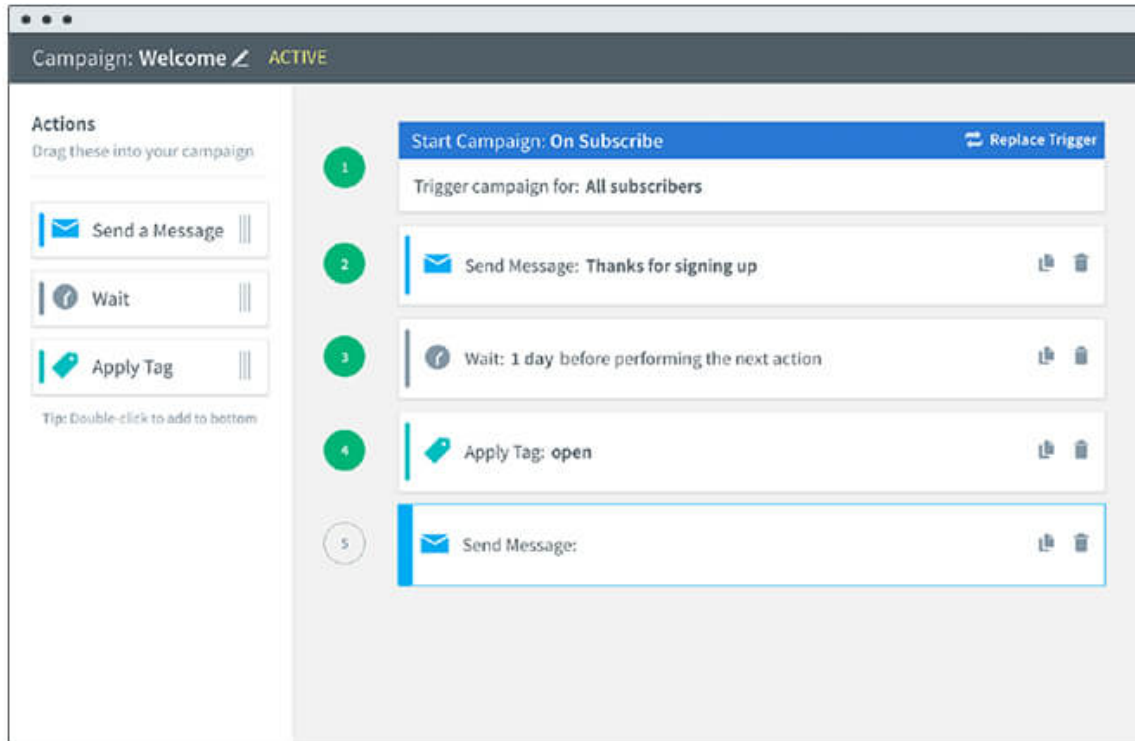 Campaign: Welcome ACTIVE
Actions
Drag these into your campaign
Send a Message
Wait
Apply Tag
Tip: Double-click to add to bottom
1
Start Campaign: On Subscribe
Replace Trigger
Trigger campaign for: All subscribers
2
Send Message: Thanks for signing up
3
Wait: 1 day before performing the next action
4
Apply Tag: open
5
Send Message: